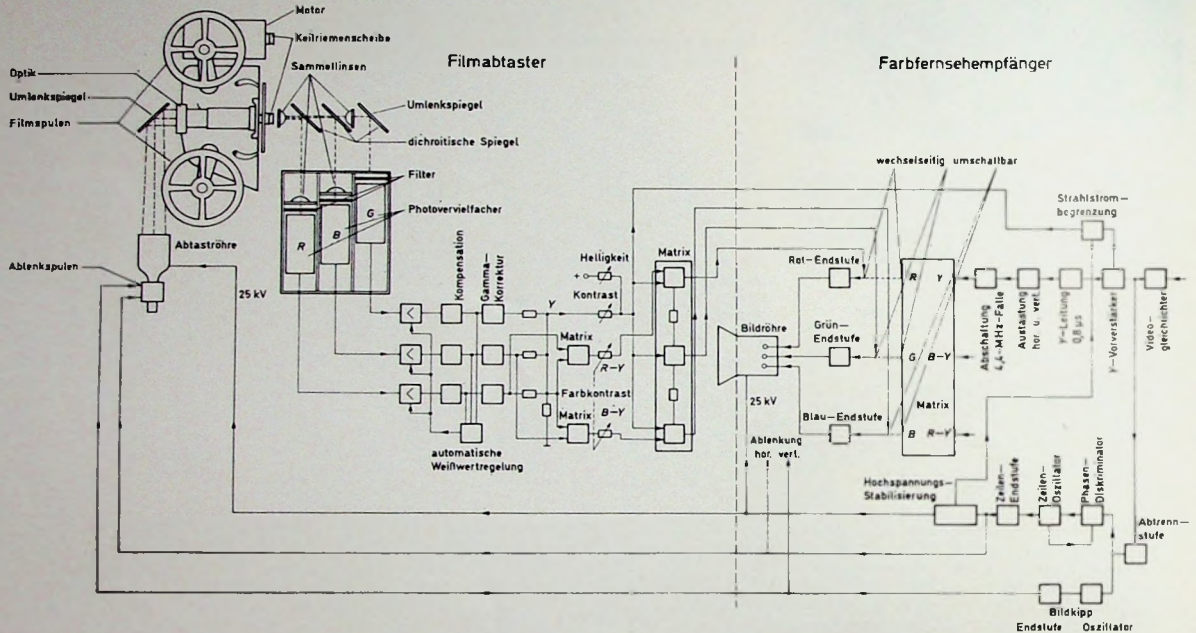 Motor
Keilriemenscheibe
Sammellinsen
Filmabtaster
Farbfernsehempfänger
Optik
Umlenkspiegel
Filmspulen
Umlenkspiegel
dichroitische Spiegel
Filter
Photovervielfacher
R
B
G
Abtaströhre
Ablenkspulen
25 kV
Kompensation
Gamma—
Korrektur
Y
Helligkeit
+
Kontrast
Matrix
<
<
<
Matrix
R—Y
Farbkontrast
Matrix
B—Y
automatische
Weißwertregelung
wechselseitig umschaltbar
Strahlstrom—
begrenzung
Rot-Endstufe
Bildröhre
Grün—
Endstufe
25 kV
Blau—Endstufe
Ablenkung
hor. vert.
R Y
G B—Y
Matrix
B R—Y
Abschaltung
4,4-MHz-Falle
Austastung
hor. u. vert.
Y-Leitung
0,8 µs
Y-Vorverstärker
Video—
gleichrichter
Hochspannungs—
Stabilisierung
Zeilen—
Endstufe
Zeilen—
Oszillator
Phasen—
Diskriminator
Abtrenn—
stufe
Bildkipp
Endstufe Oszillator